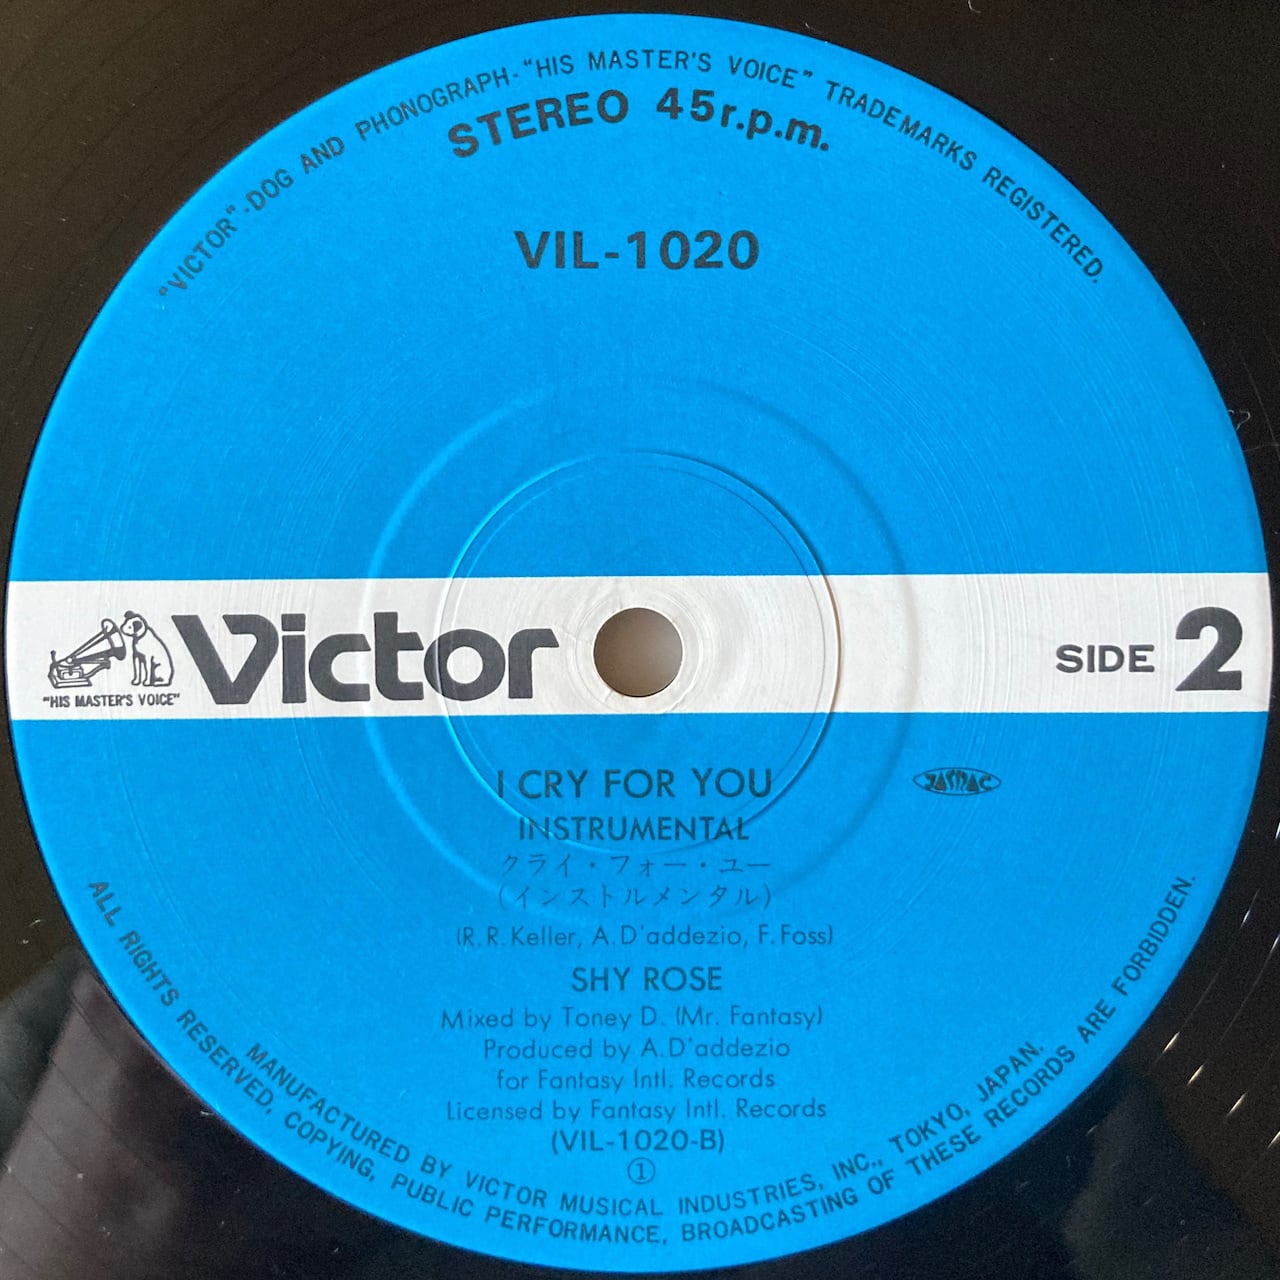 "VICTOR"-DOG AND PHONOGRAPH-"HIS MASTER'S VOICE" TRADEMARKS REGISTERED.
STEREO 45r.p.m.
VIL-1020
"HIS MASTER'S VOICE"
Victor
SIDE 2
I CRY FOR YOU
JASRAC
INSTRUMENTAL
クライ・フォー・ユー
(インストルメンタル)
(R.R.Keller, A.D'addezio, F.Foss)
SHY ROSE
Mixed by Toney D. (Mr. Fantasy)
Produced by A.D'addezio
for Fantasy Intl. Records
Licensed by Fantasy Intl. Records
(VIL-1020-B)
①
MANUFACTURED BY VICTOR MUSICAL INDUSTRIES, INC., TOKYO, JAPAN.
ALL RIGHTS RESERVED, COPYING, PUBLIC PERFORMANCE, BROADCASTING OF THESE RECORDS ARE FORBIDDEN.